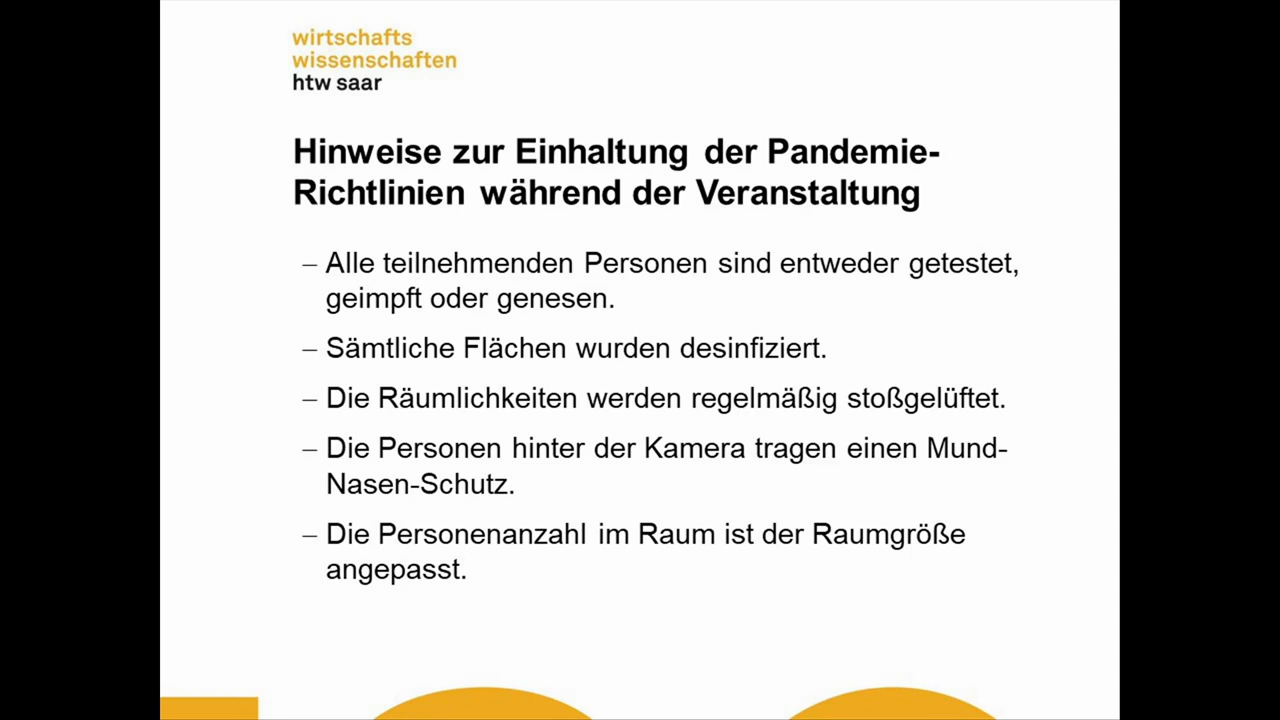 wirtschafts
wissenschaften
htw saar
Hinweise zur Einhaltung der Pandemie-
Richtlinien während der Veranstaltung
– Alle teilnehmenden Personen sind entweder getestet,
geimpft oder genesen.
– Sämtliche Flächen wurden desinfiziert.
– Die Räumlichkeiten werden regelmäßig stoßgelüftet.
– Die Personen hinter der Kamera tragen einen Mund-
Nasen-Schutz.
– Die Personenanzahl im Raum ist der Raumgröße
angepasst.